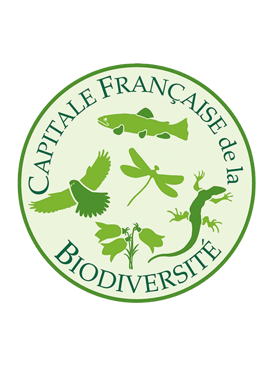 CAPITALE FRANÇAISE de la
BIODIVERSITÉ